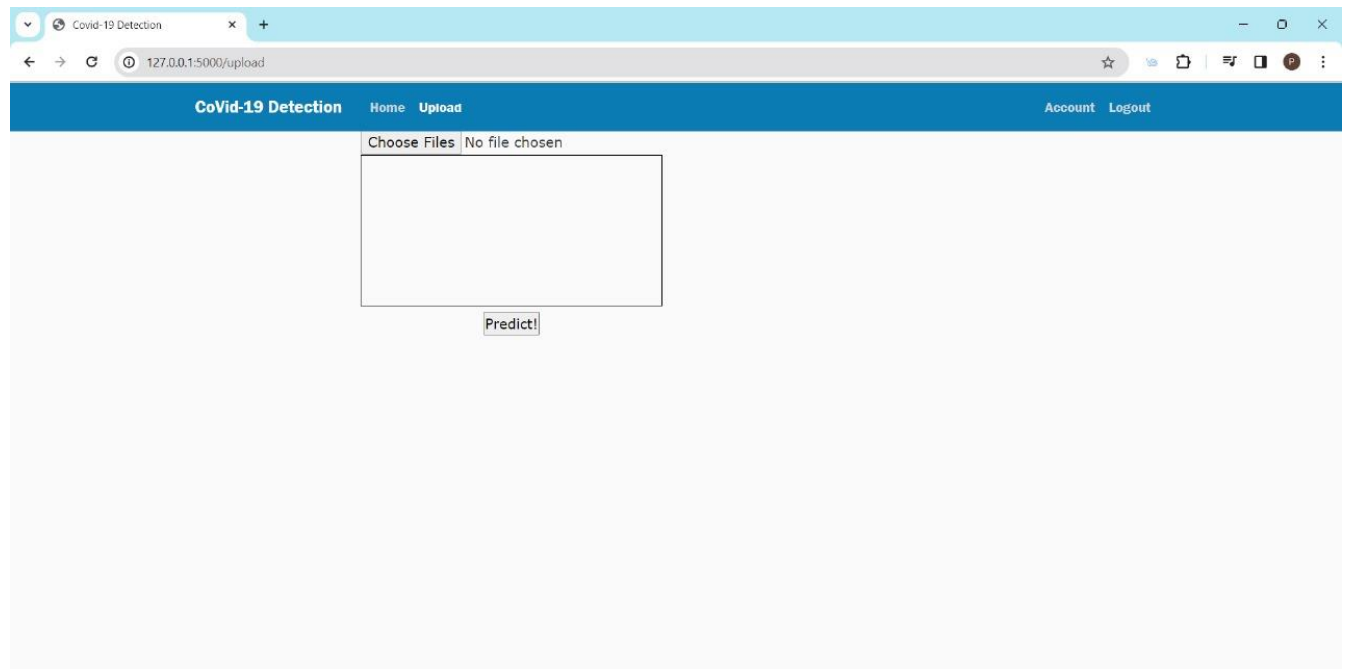 Covid-19 Detection
127.0.0.1:5000/upload
P
CoVid-19 Detection Home Upload Account Logout
Choose Files No file chosen
Predict!